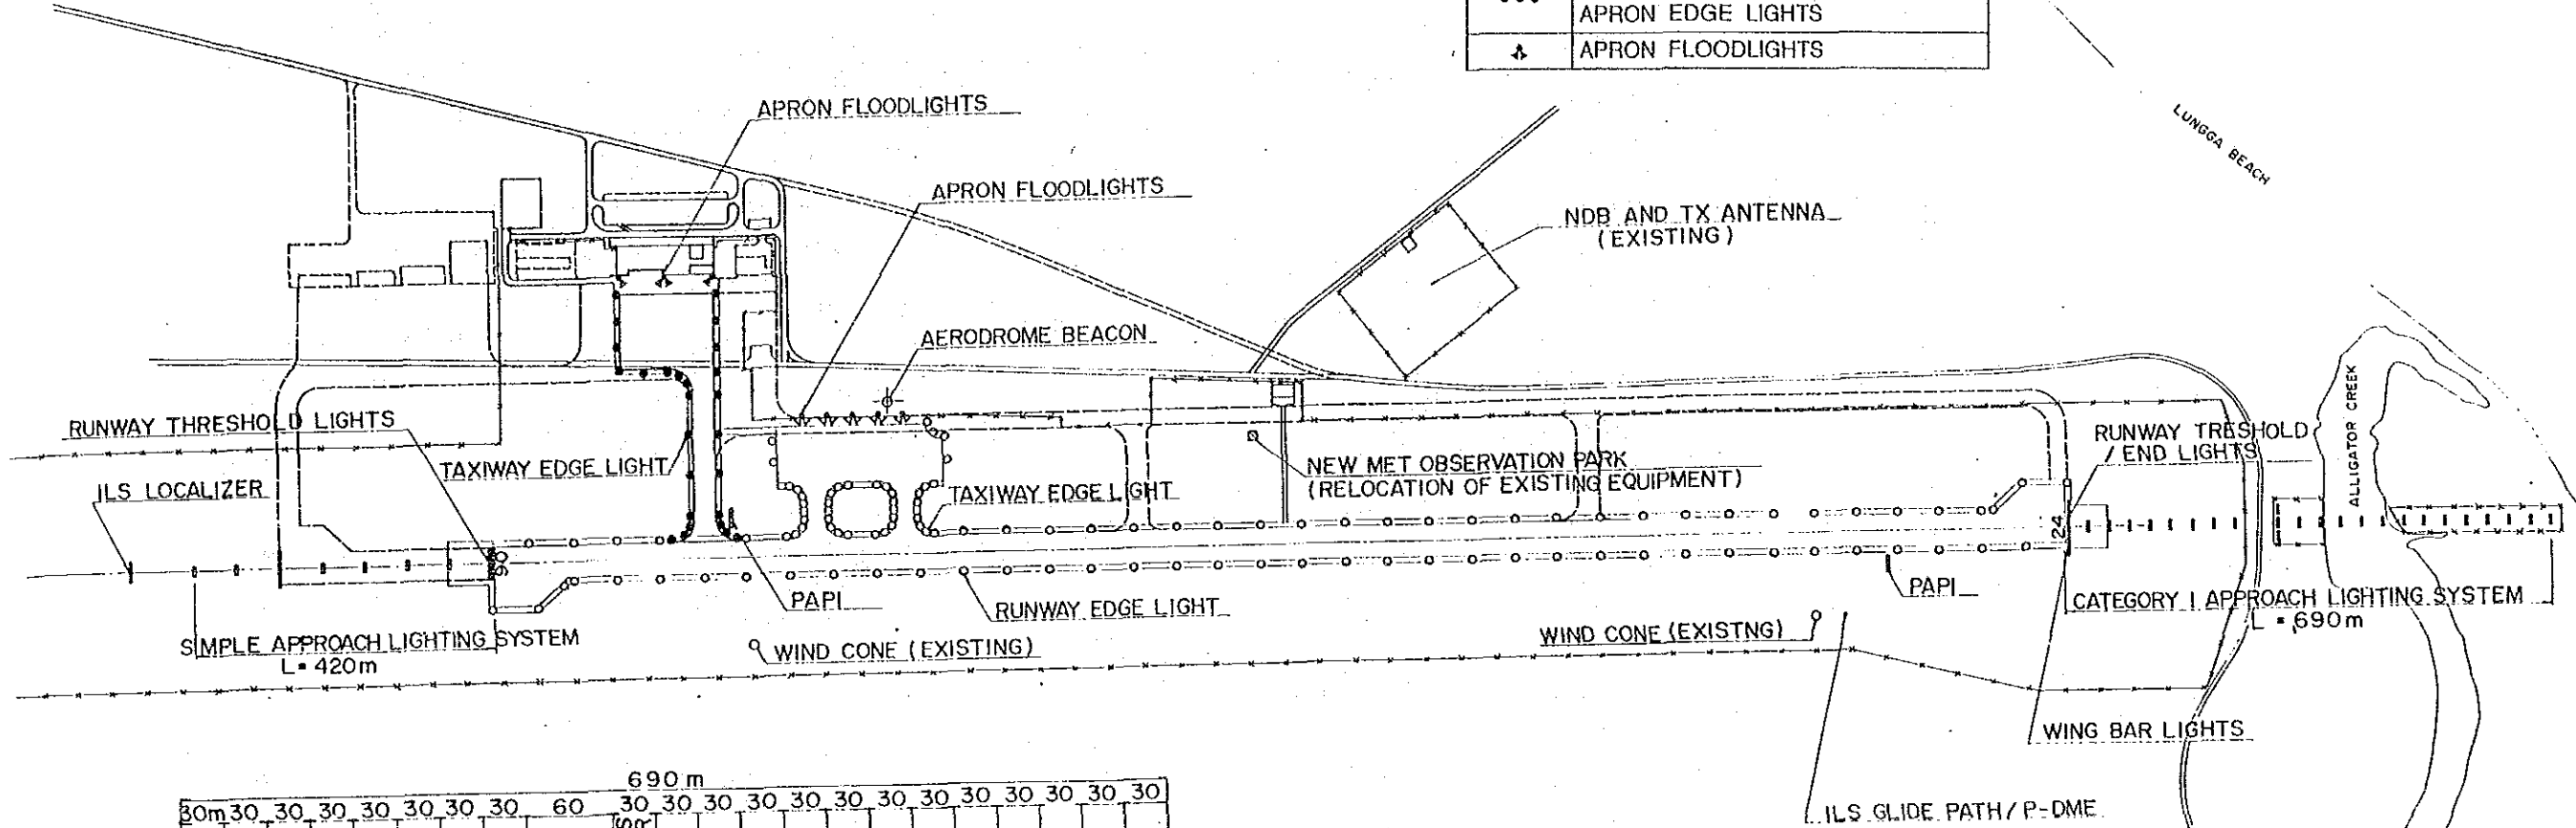 APRON EDGE LIGHTS
APRON FLOODLIGHTS
LUNGGA BEACH
APRON FLOODLIGHTS
APRON FLOODLIGHTS
NDB AND TX ANTENNA
(EXISTING)
AERODROME BEACON
RUNWAY THRESHOLD LIGHTS
TAXIWAY EDGE LIGHT
ILS LOCALIZER
TAXIWAY EDGE LIGHT
NEW MET OBSERVATION PARK
(RELOCATION OF EXISTING EQUIPMENT)
RUNWAY TRESHOLD
/ END LIGHTS
ALLIGATOR CREEK
24
PAPI
RUNWAY EDGE LIGHT
PAPI
CATEGORY I APPROACH LIGHTING SYSTEM
L = 690m
SIMPLE APPROACH LIGHTING SYSTEM
L= 420m
WIND CONE (EXISTING)
WIND CONE (EXISTNG)
WING BAR LIGHTS
ILS GLIDE PATH / P-DME
690 m
30m 30 30 30 30 30 30 30 60 30 30 30 30 30 30 30 30 30 30 30 30 30